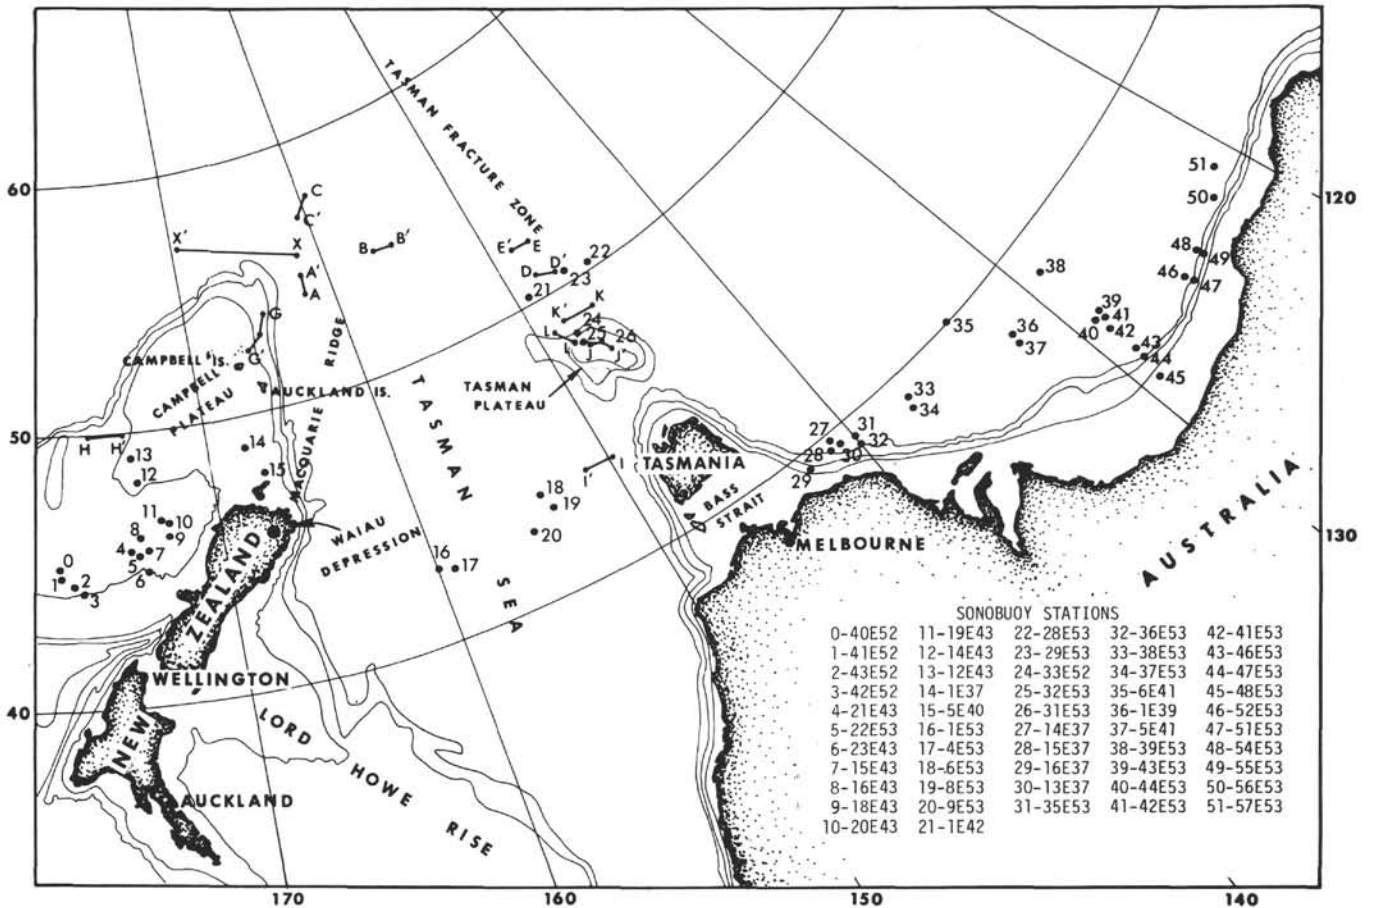 TASMAN FRACTURE ZONE
51
60
C
50
120
C'
X'
X
B
B'
E'
E
22
48
49
D
D'
38
46
47
A'
23
A
21
K
K'
39
G
24
35
41
L
25
26
36
40
42
RIDGE
L
J
J'
37
43
G'
44
CAMPBELL IS.
45
CAMPBELL PLATEAU
AUCKLAND IS.
TASMAN
PLATEAU
33
34
MACQUARIE
TASMAN
SEA
50
H
H'
27
31
13
14
28
30
32
I
TASMANIA
12
15
I'
29
18
BASS
STRAIT
19
11
10
WAIAU
DEPRESSION
20
MELBOURNE
130
8
9
AUSTRALIA
4
7
5
16
17
0
6
1
2
3
NEW
ZEALAND
WELLINGTON
40
LORD
HOWE
RISE
AUCKLAND
SONOBUOY STATIONS
0-40E52 11-19E43 22-28E53 32-36E53 42-41E53
1-41E52 12-14E43 23-29E53 33-38E53 43-46E53
2-43E52 13-12E43 24-33E52 34-37E53 44-47E53
3-42E52 14-1E37 25-32E53 35-6E41 45-48E53
4-21E43 15-5E40 26-31E53 36-1E39 46-52E53
5-22E53 16-1E53 27-14E37 37-5E41 47-51E53
6-23E43 17-4E53 28-15E37 38-39E53 48-54E53
7-15E43 18-6E53 29-16E37 39-43E53 49-55E53
8-16E43 19-8E53 30-13E37 40-44E53 50-56E53
9-18E43 20-9E53 31-35E53 41-42E53 51-57E53
10-20E43 21-1E42
170
160
150
140